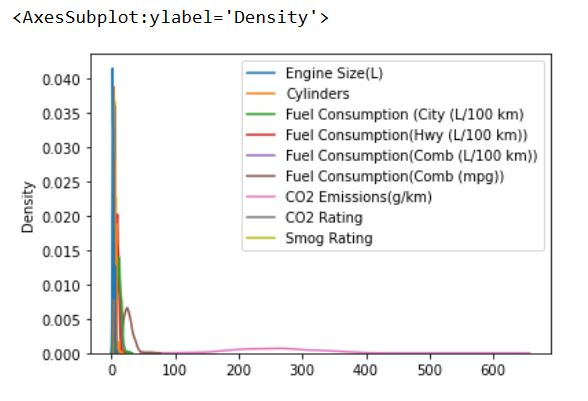 <AxesSubplot:ylabel='Density'>
Engine Size(L)
Cylinders
Fuel Consumption (City (L/100 km)
Fuel Consumption(Hwy (L/100 km))
Fuel Consumption(Comb (L/100 km))
Fuel Consumption(Comb (mpg))
CO2 Emissions(g/km)
CO2 Rating
Smog Rating
Density
0.040
0.035
0.030
0.025
0.020
0.015
0.010
0.005
0.000
0 100 200 300 400 500 600